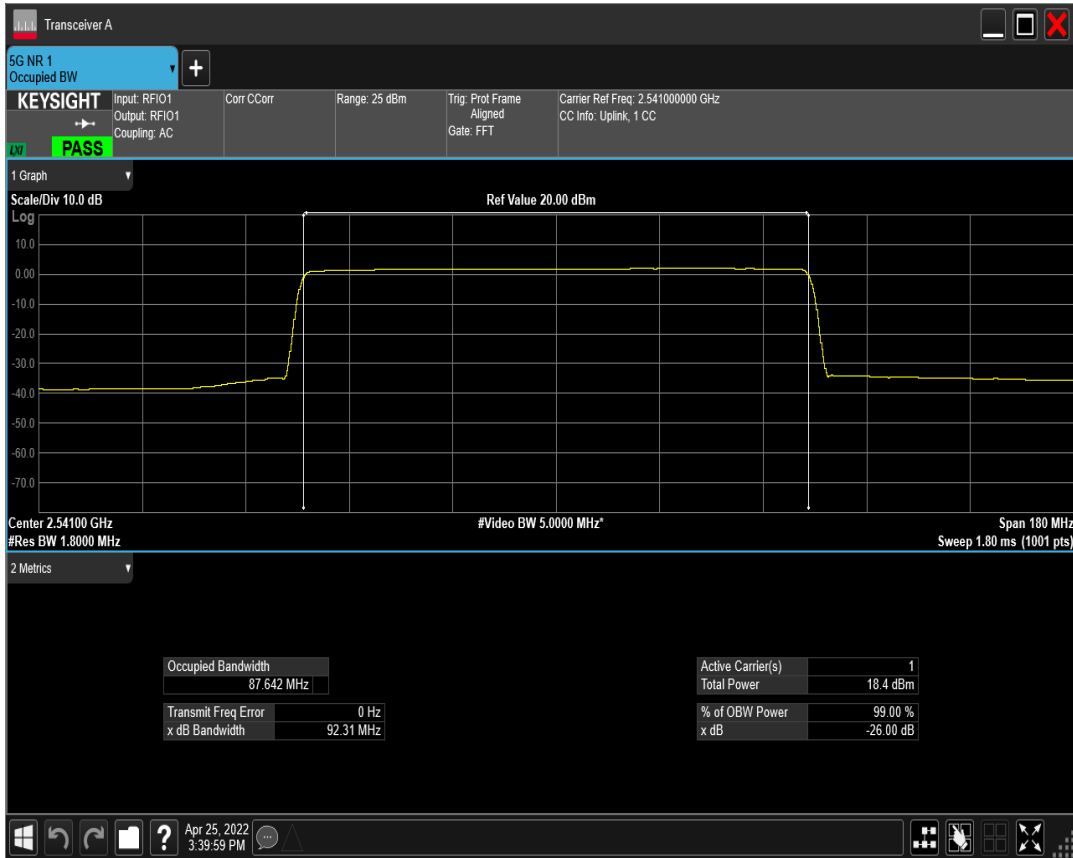 Transceiver A
5G NR 1
Occupied BW
KEYSIGHT
LXI
PASS
Input: RFIO1
Output: RFIO1
Coupling: AC
Corr CCorr
Range: 25 dBm
Trig: Prot Frame
Aligned
Gate: FFT
Carrier Ref Freq: 2.541000000 GHz
CC Info: Uplink, 1 CC
1 Graph
Scale/Div 10.0 dB
Ref Value 20.00 dBm
Log
10.0
0.00
-10.0
-20.0
-30.0
-40.0
-50.0
-60.0
-70.0
Center 2.54100 GHz
#Video BW 5.0000 MHz*
Span 180 MHz
#Res BW 1.8000 MHz
Sweep 1.80 ms (1001 pts)
2 Metrics
Occupied Bandwidth
87.642 MHz
Transmit Freq Error 0 Hz
x dB Bandwidth 92.31 MHz
Active Carrier(s) 1
Total Power 18.4 dBm
% of OBW Power 99.00 %
x dB -26.00 dB
Apr 25, 2022
3:39:59 PM